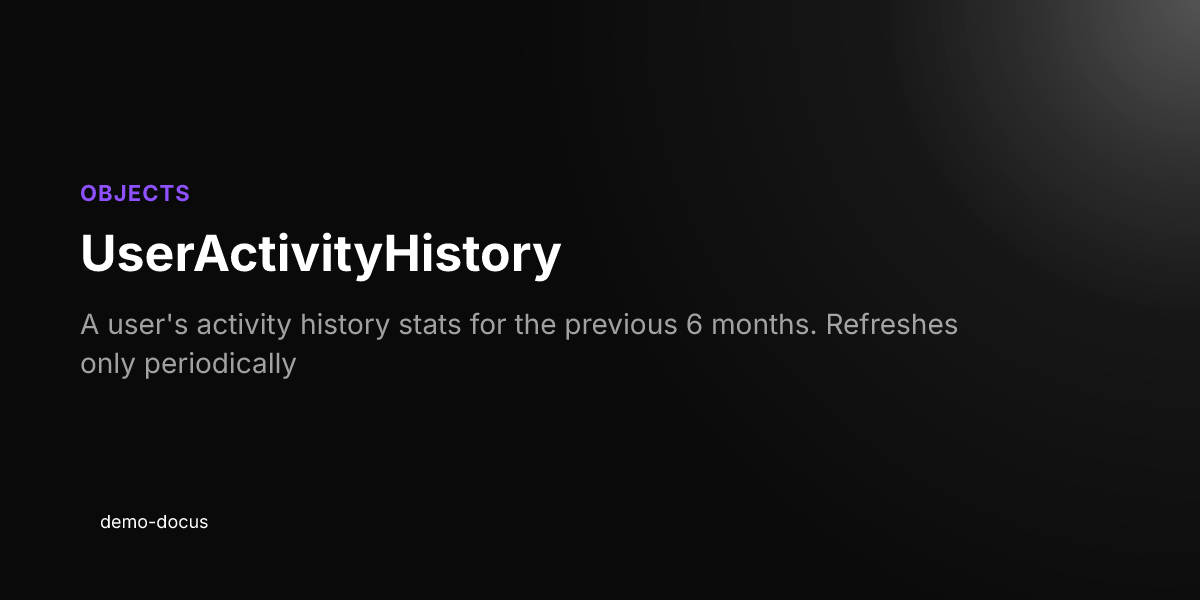 OBJECTS
UserActivityHistory
A user's activity history stats for the previous 6 months. Refreshes
only periodically
demo-docus